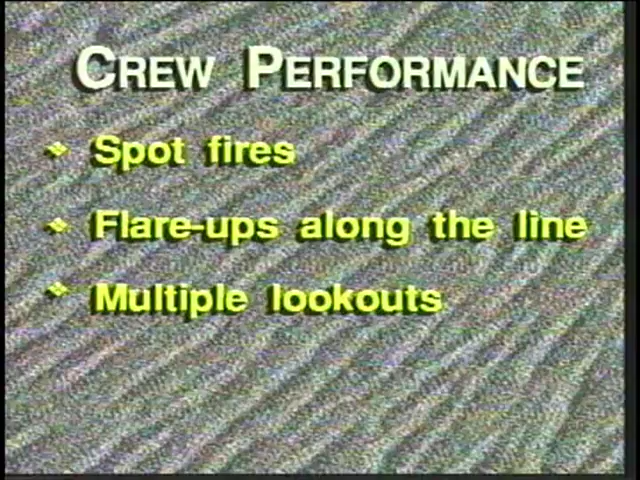 CREW PERFORMANCE
Spot fires
Flare-ups along the line
Multiple lookouts